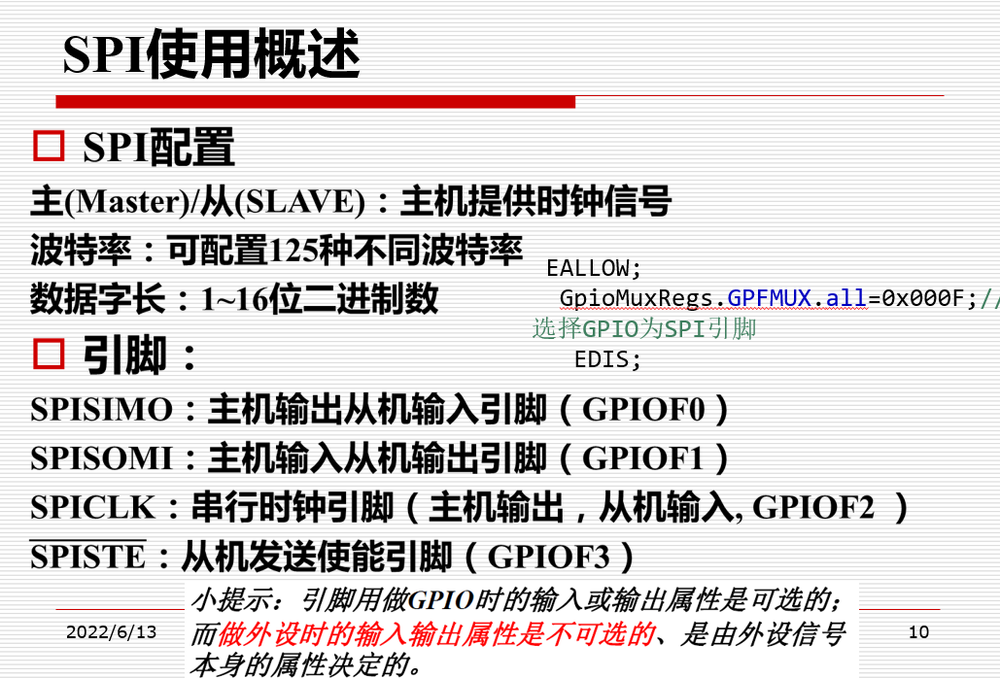 SPI使用概述
SPI配置
主(Master)/从(SLAVE)：主机提供时钟信号
波特率：可配置125种不同波特率
数据字长：1~16位二进制数
EALLOW;
GpioMuxRegs.GPFMUX.all=0x000F;//
选择GPIO为SPI引脚
EDIS;
引脚：
SPISIMO：主机输出从机输入引脚（GPIOF0）
SPISOMI：主机输入从机输出引脚（GPIOF1）
SPICLK：串行时钟引脚（主机输出，从机输入, GPIOF2 ）
SPISTE：从机发送使能引脚（GPIOF3）
小提示：引脚用做GPIO时的输入或输出属性是可选的；
而做外设时的输入输出属性是不可选的、是由外设信号
本身的属性决定的。
2022/6/13
10